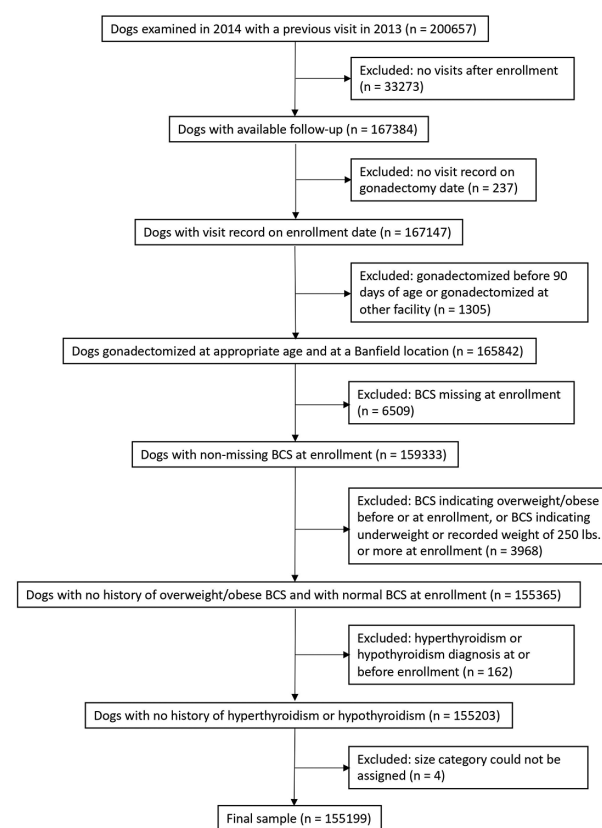 Dogs examined in 2014 with a previous visit in 2013 (n = 200657)
Excluded: no visits after enrollment
(n = 33273)
Dogs with available follow-up (n = 167384)
Excluded: no visit record on
gonadectomy date (n = 237)
Dogs with visit record on enrollment date (n = 167147)
Excluded: gonadectomized before 90
days of age or gonadectomized at
other facility (n = 1305)
Dogs gonadectomized at appropriate age and at a Banfield location (n = 165842)
Excluded: BCS missing at enrollment
(n = 6509)
Dogs with non-missing BCS at enrollment (n = 159333)
Excluded: BCS indicating overweight/obese
before or at enrollment, or BCS indicating
underweight or recorded weight of 250 lbs.
or more at enrollment (n = 3968)
Dogs with no history of overweight/obese BCS and with normal BCS at enrollment (n = 155365)
Excluded: hyperthyroidism or
hypothyroidism diagnosis at or
before enrollment (n = 162)
Dogs with no history of hyperthyroidism or hypothyroidism (n = 155203)
Excluded: size category could not be
assigned (n = 4)
Final sample (n = 155199)